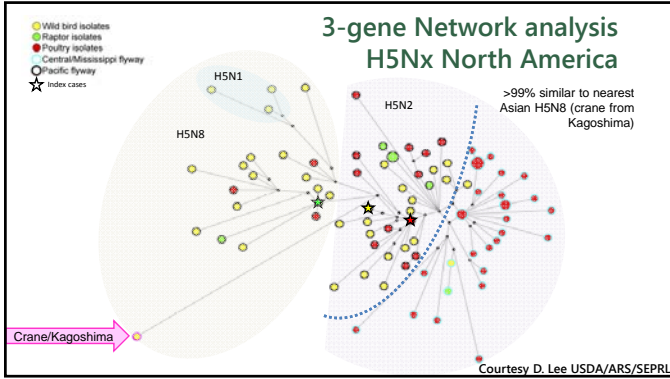 3-gene Network analysis
H5Nx North America
Wild bird isolates
Raptor isolates
Poultry isolates
Central/Mississippi flyway
Pacific flyway
Index cases
>99% similar to nearest
Asian H5N8 (crane from
Kagoshima)
H5N1
H5N2
H5N8
Crane/Kagoshima
Courtesy D. Lee USDA/ARS/SEPRL